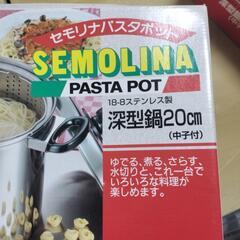 セモリナパスタポット
SEMOLINA
PASTA POT
18-8ステンレス製
深型鍋20cm
(中子付)
ゆでる、煮る、さらす、
水切りと、これ一台で
いろいろな料理が
楽しめます。